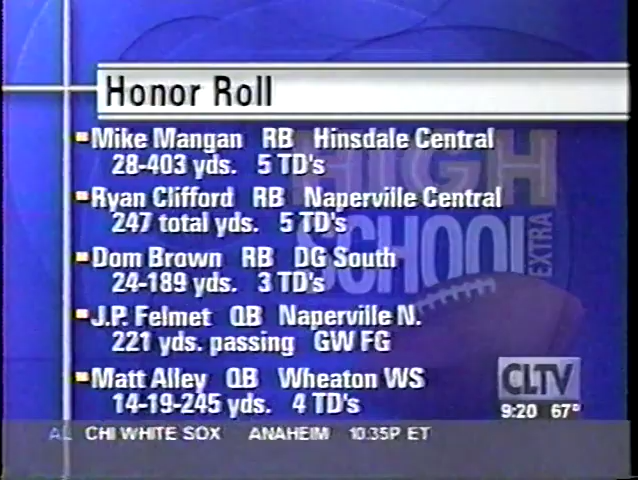 Honor Roll
Mike Mangan RB Hinsdale Central
28-403 yds. 5 TD's
Ryan Clifford RB Naperville Central
247 total yds. 5 TD's
Dom Brown RB DG South
24-189 yds. 3 TD's
J.P. Felmet QB Naperville N.
221 yds. passing GW FG
Matt Alley QB Wheaton WS
14-19-245 yds. 4 TD's
HIGH
SCHOOL
EXTRA
CLTV
9:20 67°
AL CHI WHITE SOX ANAHEIM 10:35P ET